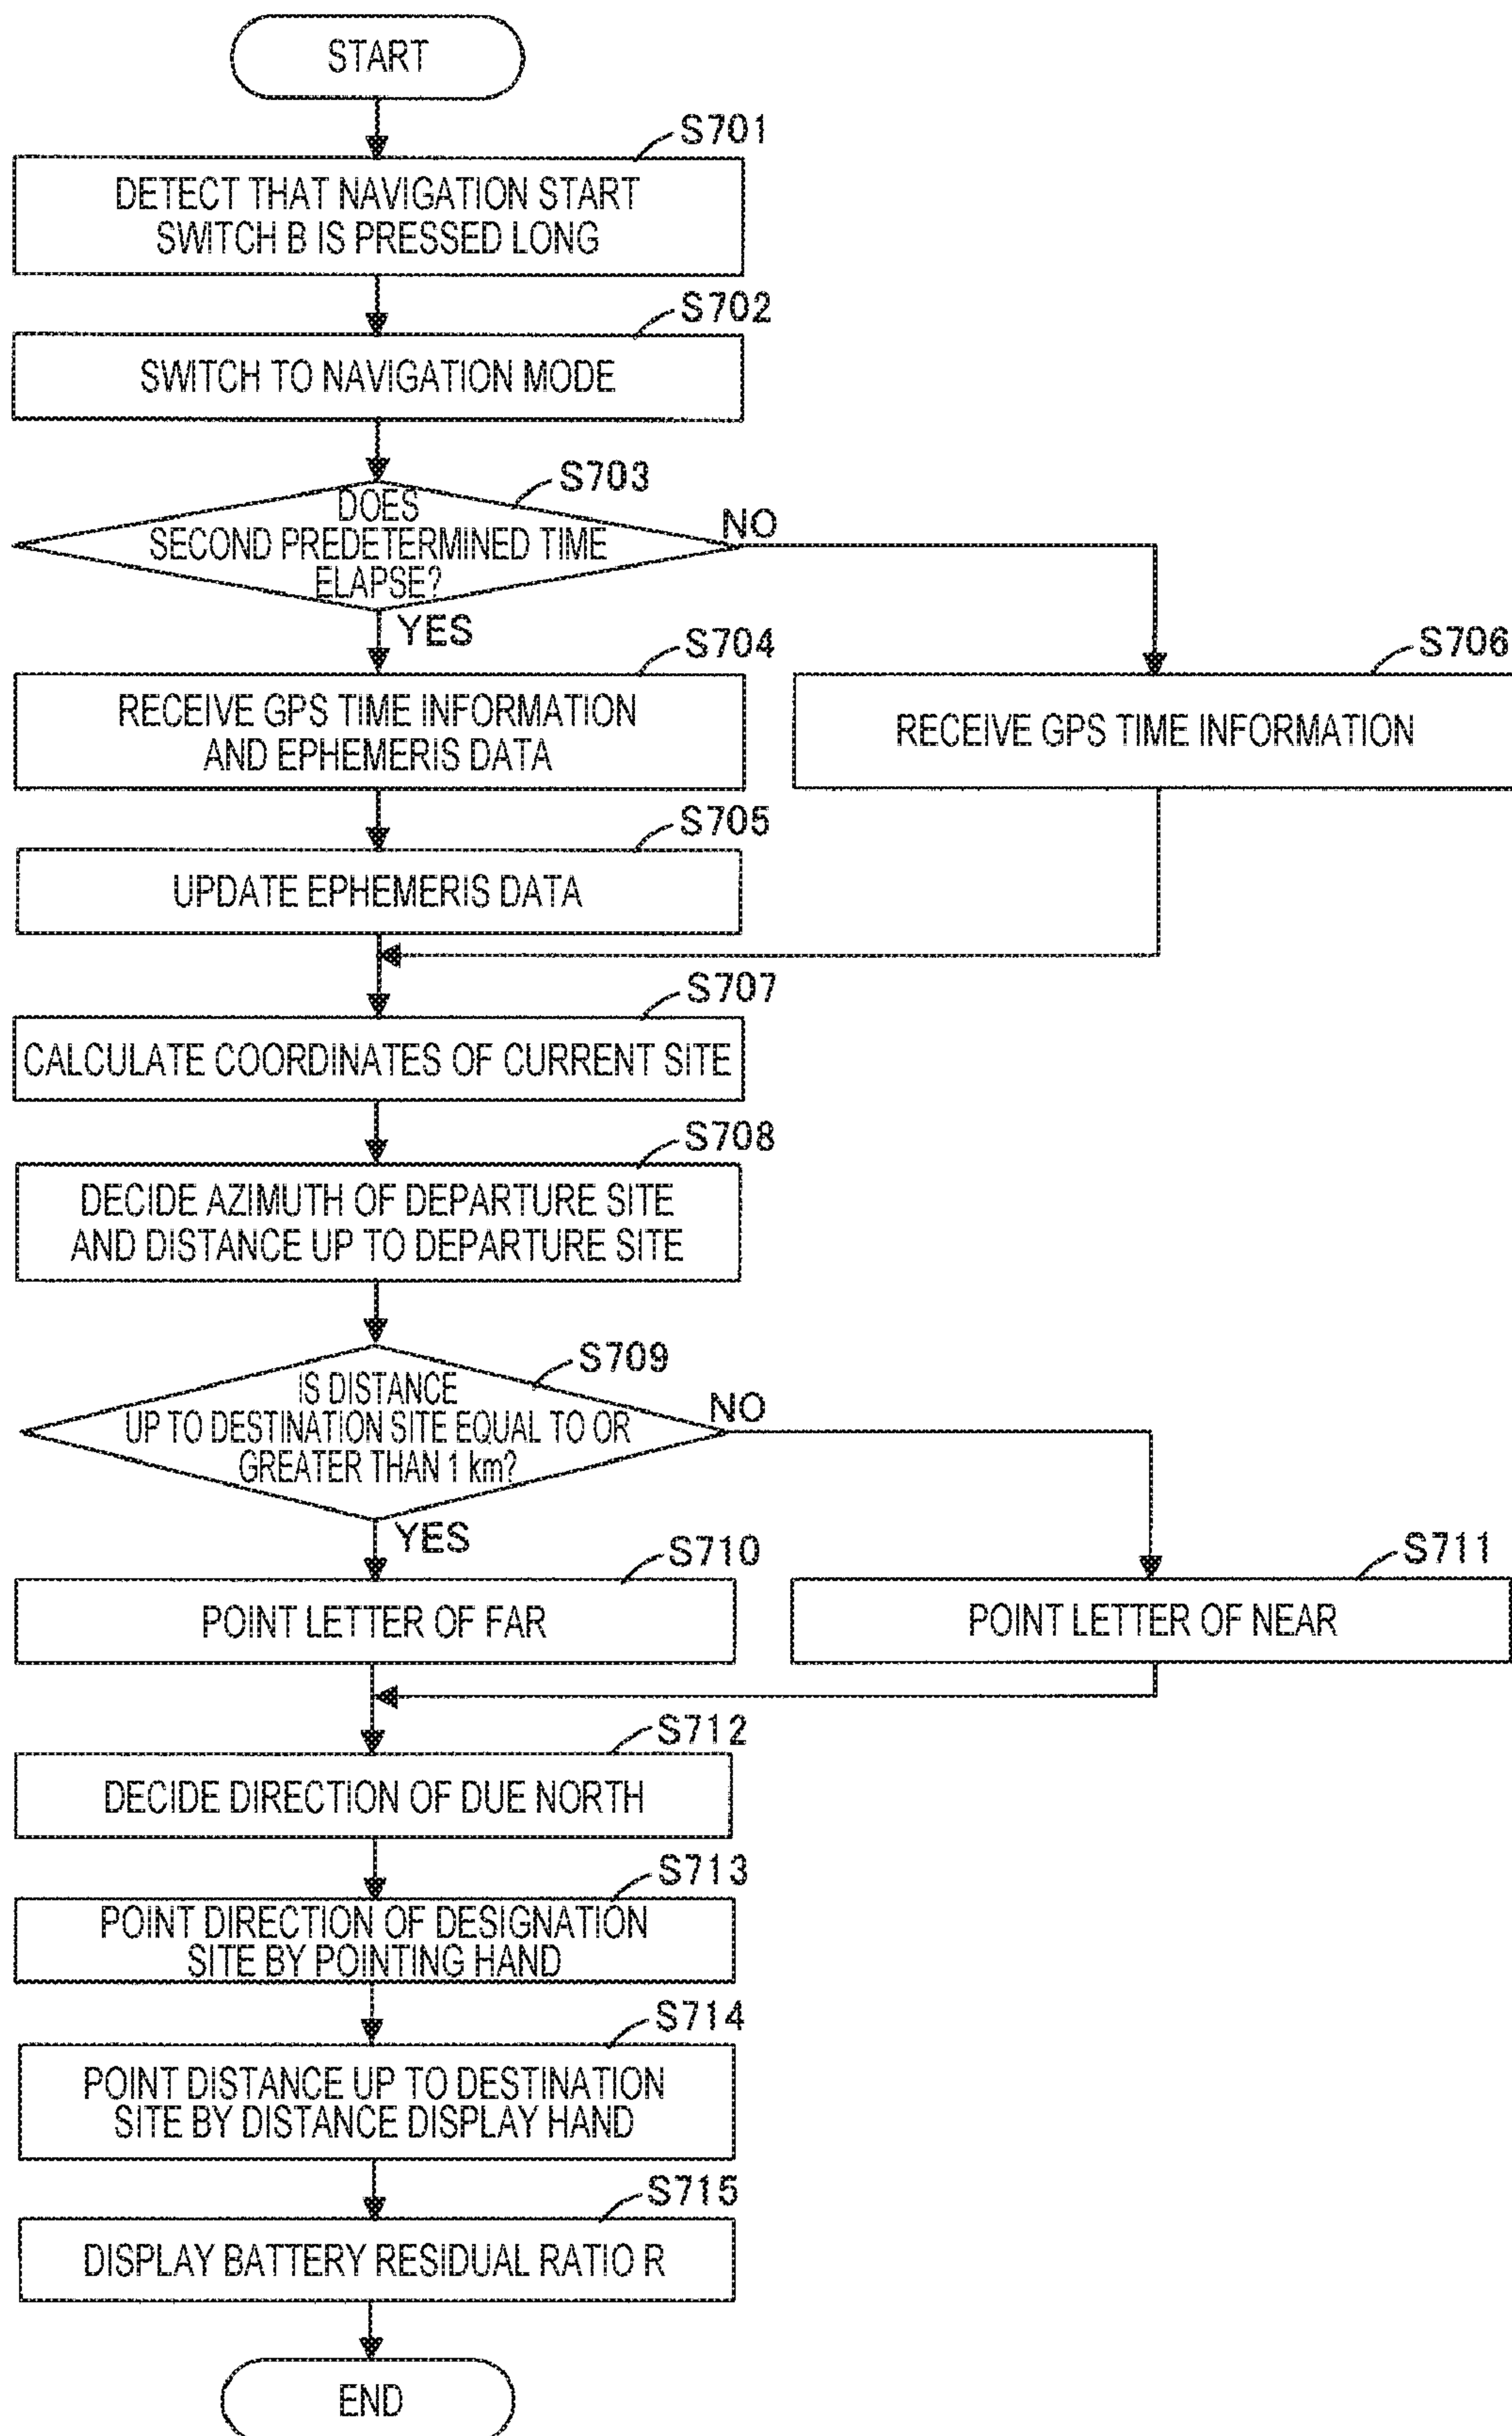 START
S701
DETECT THAT NAVIGATION START
SWITCH B IS PRESSED LONG
S702
SWITCH TO NAVIGATION MODE
S703
DOES
SECOND PREDETERMINED TIME
ELAPSE?
NO
YES
S704
RECEIVE GPS TIME INFORMATION
AND EPHEMERIS DATA
S706
RECEIVE GPS TIME INFORMATION
S705
UPDATE EPHEMERIS DATA
S707
CALCULATE COORDINATES OF CURRENT SITE
S708
DECIDE AZIMUTH OF DEPARTURE SITE
AND DISTANCE UP TO DEPARTURE SITE
S709
IS DISTANCE
UP TO DESTINATION SITE EQUAL TO OR
GREATER THAN 1 km?
NO
YES
S710
POINT LETTER OF FAR
S711
POINT LETTER OF NEAR
S712
DECIDE DIRECTION OF DUE NORTH
S713
POINT DIRECTION OF DESIGNATION
SITE BY POINTING HAND
S714
POINT DISTANCE UP TO DESTINATION
SITE BY DISTANCE DISPLAY HAND
S715
DISPLAY BATTERY RESIDUAL RATIO R
END